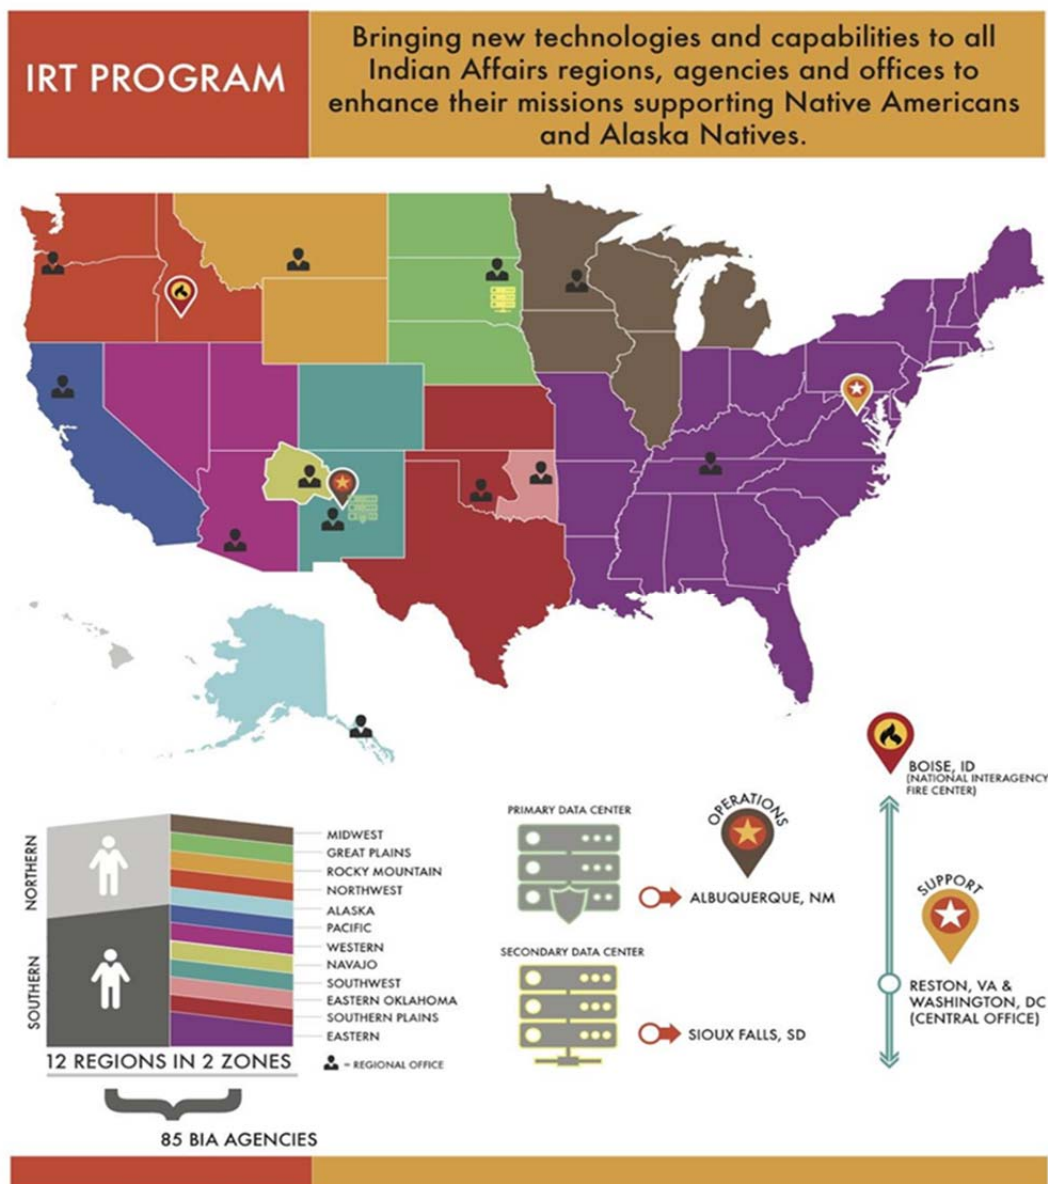 IRT PROGRAM
Bringing new technologies and capabilities to all
Indian Affairs regions, agencies and offices to
enhance their missions supporting Native Americans
and Alaska Natives.
NORTHERN
SOUTHERN
MIDWEST
GREAT PLAINS
ROCKY MOUNTAIN
NORTHWEST
ALASKA
PACIFIC
WESTERN
NAVAJO
SOUTHWEST
EASTERN OKLAHOMA
SOUTHERN PLAINS
EASTERN
12 REGIONS IN 2 ZONES
= REGIONAL OFFICE
85 BIA AGENCIES
PRIMARY DATA CENTER
OPERATIONS
ALBUQUERQUE, NM
SECONDARY DATA CENTER
SIOUX FALLS, SD
BOISE, ID
(NATIONAL INTERAGENCY
FIRE CENTER)
SUPPORT
RESTON, VA &
WASHINGTON, DC
(CENTRAL OFFICE)